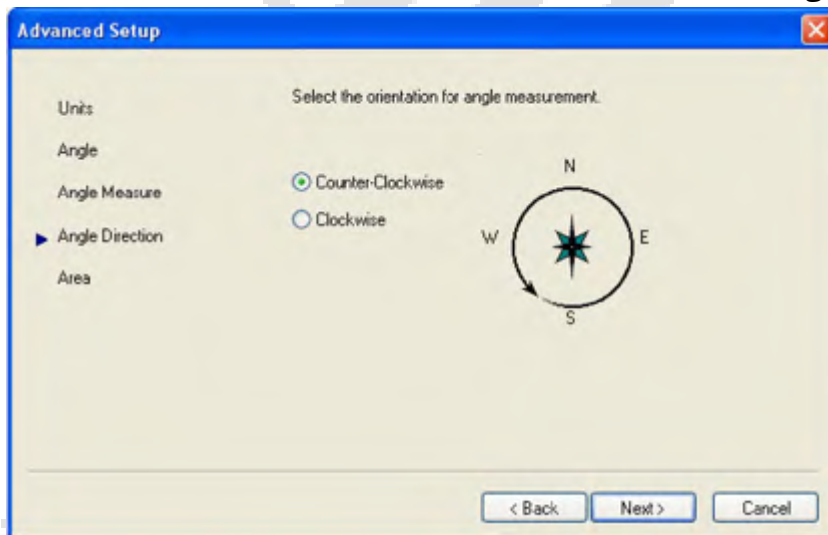 Advanced Setup
Units
Angle
Angle Measure
Angle Direction
Area
Select the orientation for angle measurement.
Counter-Clockwise
Clockwise
N
W
E
S
< Back
Next >
Cancel